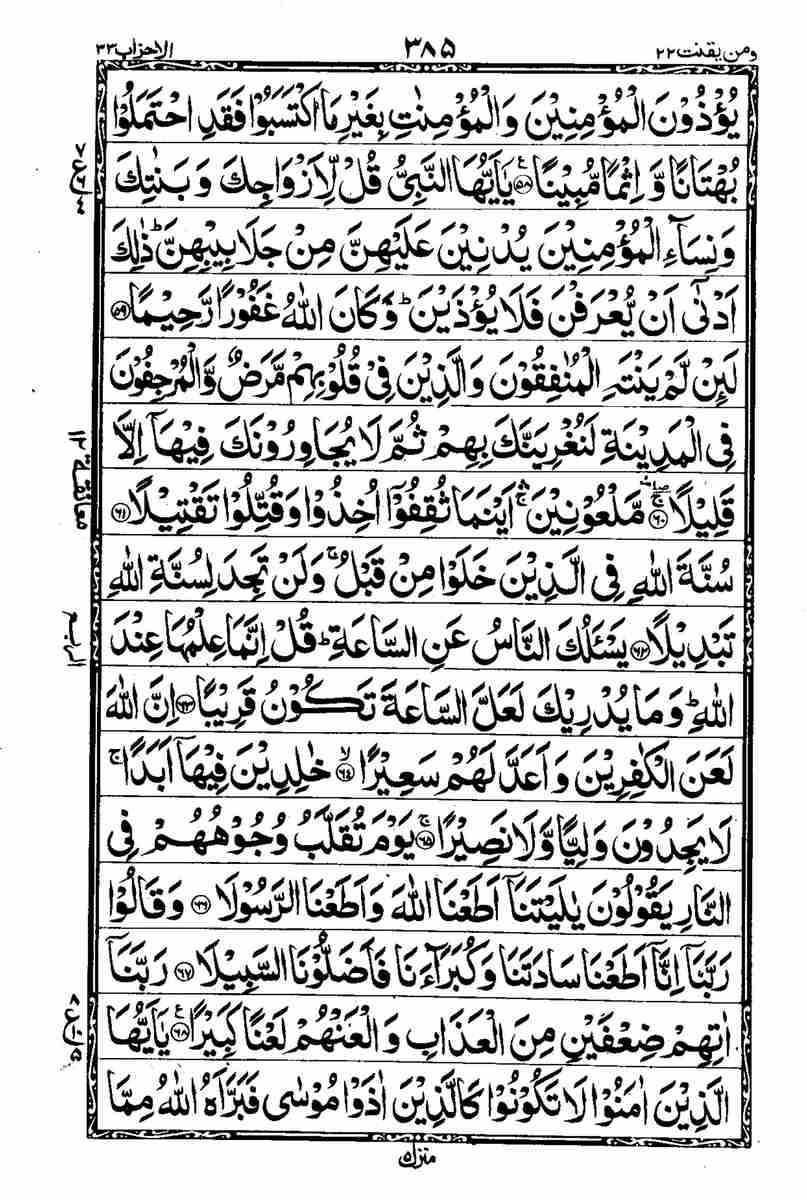 ومن يقنت ٢٢ ٣٨٥ الاحزاب ٣٣
يُؤْذُوْنَ الْمُؤْمِنِيْنَ وَالْمُؤْمِنٰتِ بِغَيْرِ مَا اكْتَسَبُوْا فَقَدِ احْتَمَلُوْا
بُهْتَانًا وَّ اِثْمًا مُّبِيْنًا ۝٥٨ يٰۤاَيُّهَا النَّبِيُّ قُلْ لِّاَزْوَاجِكَ وَ بَنٰتِكَ
وَنِسَآءِ الْمُؤْمِنِيْنَ يُدْنِيْنَ عَلَيْهِنَّ مِنْ جَلَابِيْبِهِنَّ ؕ ذٰلِكَ
اَدْنٰۤى اَنْ يُّعْرَفْنَ فَلَا يُؤْذَيْنَ ؕ وَكَانَ اللّٰهُ غَفُوْرًا رَّحِيْمًا ۝٥٩
لَئِنْ لَّمْ يَنْتَهِ الْمُنٰفِقُوْنَ وَالَّذِيْنَ فِيْ قُلُوْبِهِمْ مَّرَضٌ وَّالْمُرْجِفُوْنَ
فِى الْمَدِيْنَةِ لَنُغْرِيَنَّكَ بِهِمْ ثُمَّ لَا يُجَاوِرُوْنَكَ فِيْهَاۤ اِلَّا
قَلِيْلًا ۝٦٠ مَّلْعُوْنِيْنَ ۛۚ اَيْنَمَا ثُقِفُوْۤا اُخِذُوْا وَقُتِّلُوْا تَقْتِيْلًا ۝٦١
سُنَّةَ اللّٰهِ فِى الَّذِيْنَ خَلَوْا مِنْ قَبْلُ ۚ وَلَنْ تَجِدَ لِسُنَّةِ اللّٰهِ
تَبْدِيْلًا ۝٦٢ يَسْـَٔلُكَ النَّاسُ عَنِ السَّاعَةِ ؕ قُلْ اِنَّمَا عِلْمُهَا عِنْدَ
اللّٰهِ ؕ وَمَا يُدْرِيْكَ لَعَلَّ السَّاعَةَ تَكُوْنُ قَرِيْبًا ۝٦٣ اِنَّ اللّٰهَ
لَعَنَ الْكٰفِرِيْنَ وَاَعَدَّ لَهُمْ سَعِيْرًا ۙ۝٦٤ خٰلِدِيْنَ فِيْهَاۤ اَبَدًا ۚ
لَا يَجِدُوْنَ وَلِيًّا وَّلَا نَصِيْرًا ۚ۝٦٥ يَوْمَ تُقَلَّبُ وُجُوْهُهُمْ فِى
النَّارِ يَقُوْلُوْنَ يٰلَيْتَنَاۤ اَطَعْنَا اللّٰهَ وَاَطَعْنَا الرَّسُوْلَا ۝٦٦ وَقَالُوْا
رَبَّنَاۤ اِنَّاۤ اَطَعْنَا سَادَتَنَا وَكُبَرَآءَنَا فَاَضَلُّوْنَا السَّبِيْلَا ۝٦٧ رَبَّنَاۤ
اٰتِهِمْ ضِعْفَيْنِ مِنَ الْعَذَابِ وَالْعَنْهُمْ لَعْنًا كَبِيْرًا ۝٦٨ يٰۤاَيُّهَا
الَّذِيْنَ اٰمَنُوْا لَا تَكُوْنُوْا كَالَّذِيْنَ اٰذَوْا مُوْسٰى فَبَرَّاَهُ اللّٰهُ مِمَّا
منزل ٥
معانقة ١٢